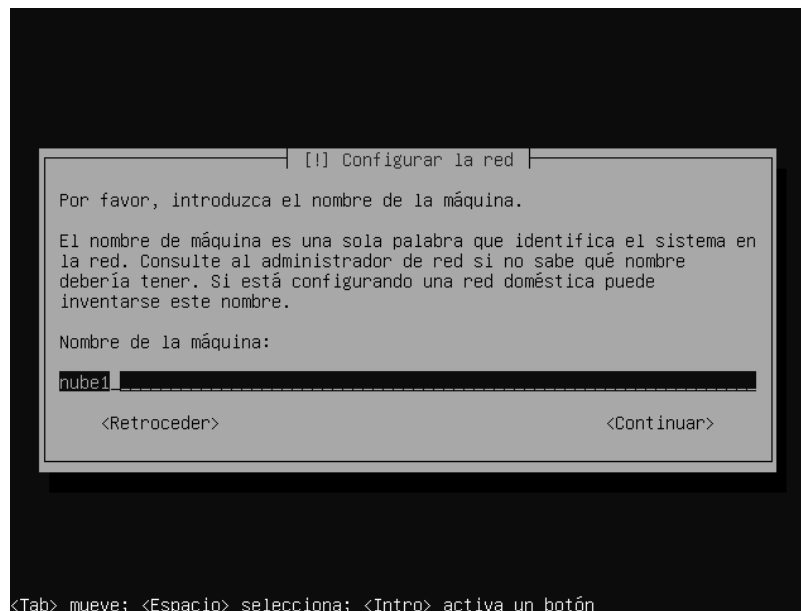 [!] Configurar la red
Por favor, introduzca el nombre de la máquina.
El nombre de máquina es una sola palabra que identifica el sistema en
la red. Consulte al administrador de red si no sabe qué nombre
debería tener. Si está configurando una red doméstica puede
inventarse este nombre.
Nombre de la máquina:
nube1
<Retroceder> <Continuar>
<Tab> mueve; <Espacio> selecciona; <Intro> activa un botón